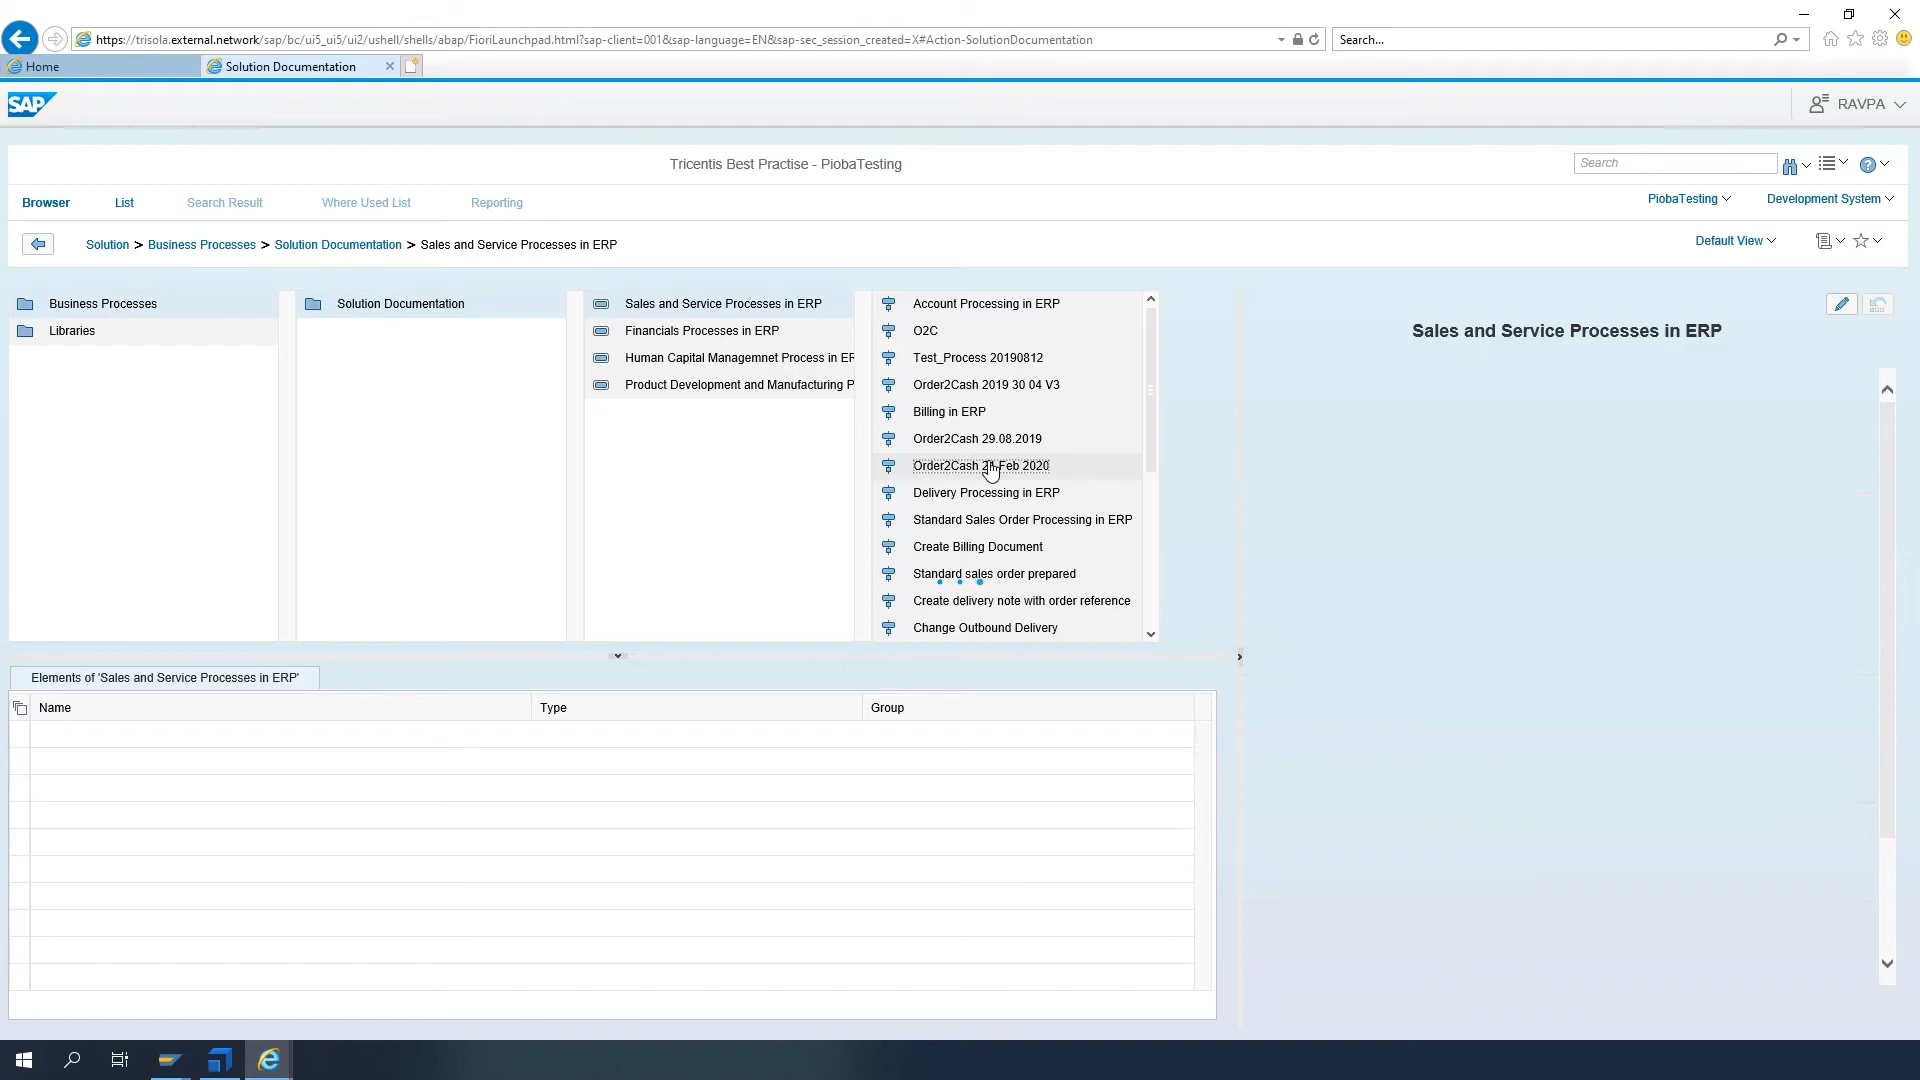 https://trisola.external.network/sap/bc/ui5_ui5/ui2/ushell/shells/abap/FioriLaunchpad.html?sap-client=001&sap-language=EN&sap-sec_session_created=X#Action-SolutionDocumentation
Search...
Home
Solution Documentation
SAP
RAVPA
Tricentis Best Practise - PiobaTesting
Search
Browser
List
Search Result
Where Used List
Reporting
PiobaTesting
Development System
Solution > Business Processes > Solution Documentation > Sales and Service Processes in ERP
Default View
Business Processes
Libraries
Solution Documentation
Sales and Service Processes in ERP
Financials Processes in ERP
Human Capital Managemnet Process in ER
Product Development and Manufacturing P
Account Processing in ERP
O2C
Test_Process 20190812
Order2Cash 2019 30 04 V3
Billing in ERP
Order2Cash 29.08.2019
Order2Cash Feb 2020
Delivery Processing in ERP
Standard Sales Order Processing in ERP
Create Billing Document
Standard sales order prepared
Create delivery note with order reference
Change Outbound Delivery
Sales and Service Processes in ERP
Elements of 'Sales and Service Processes in ERP'
Name
Type
Group